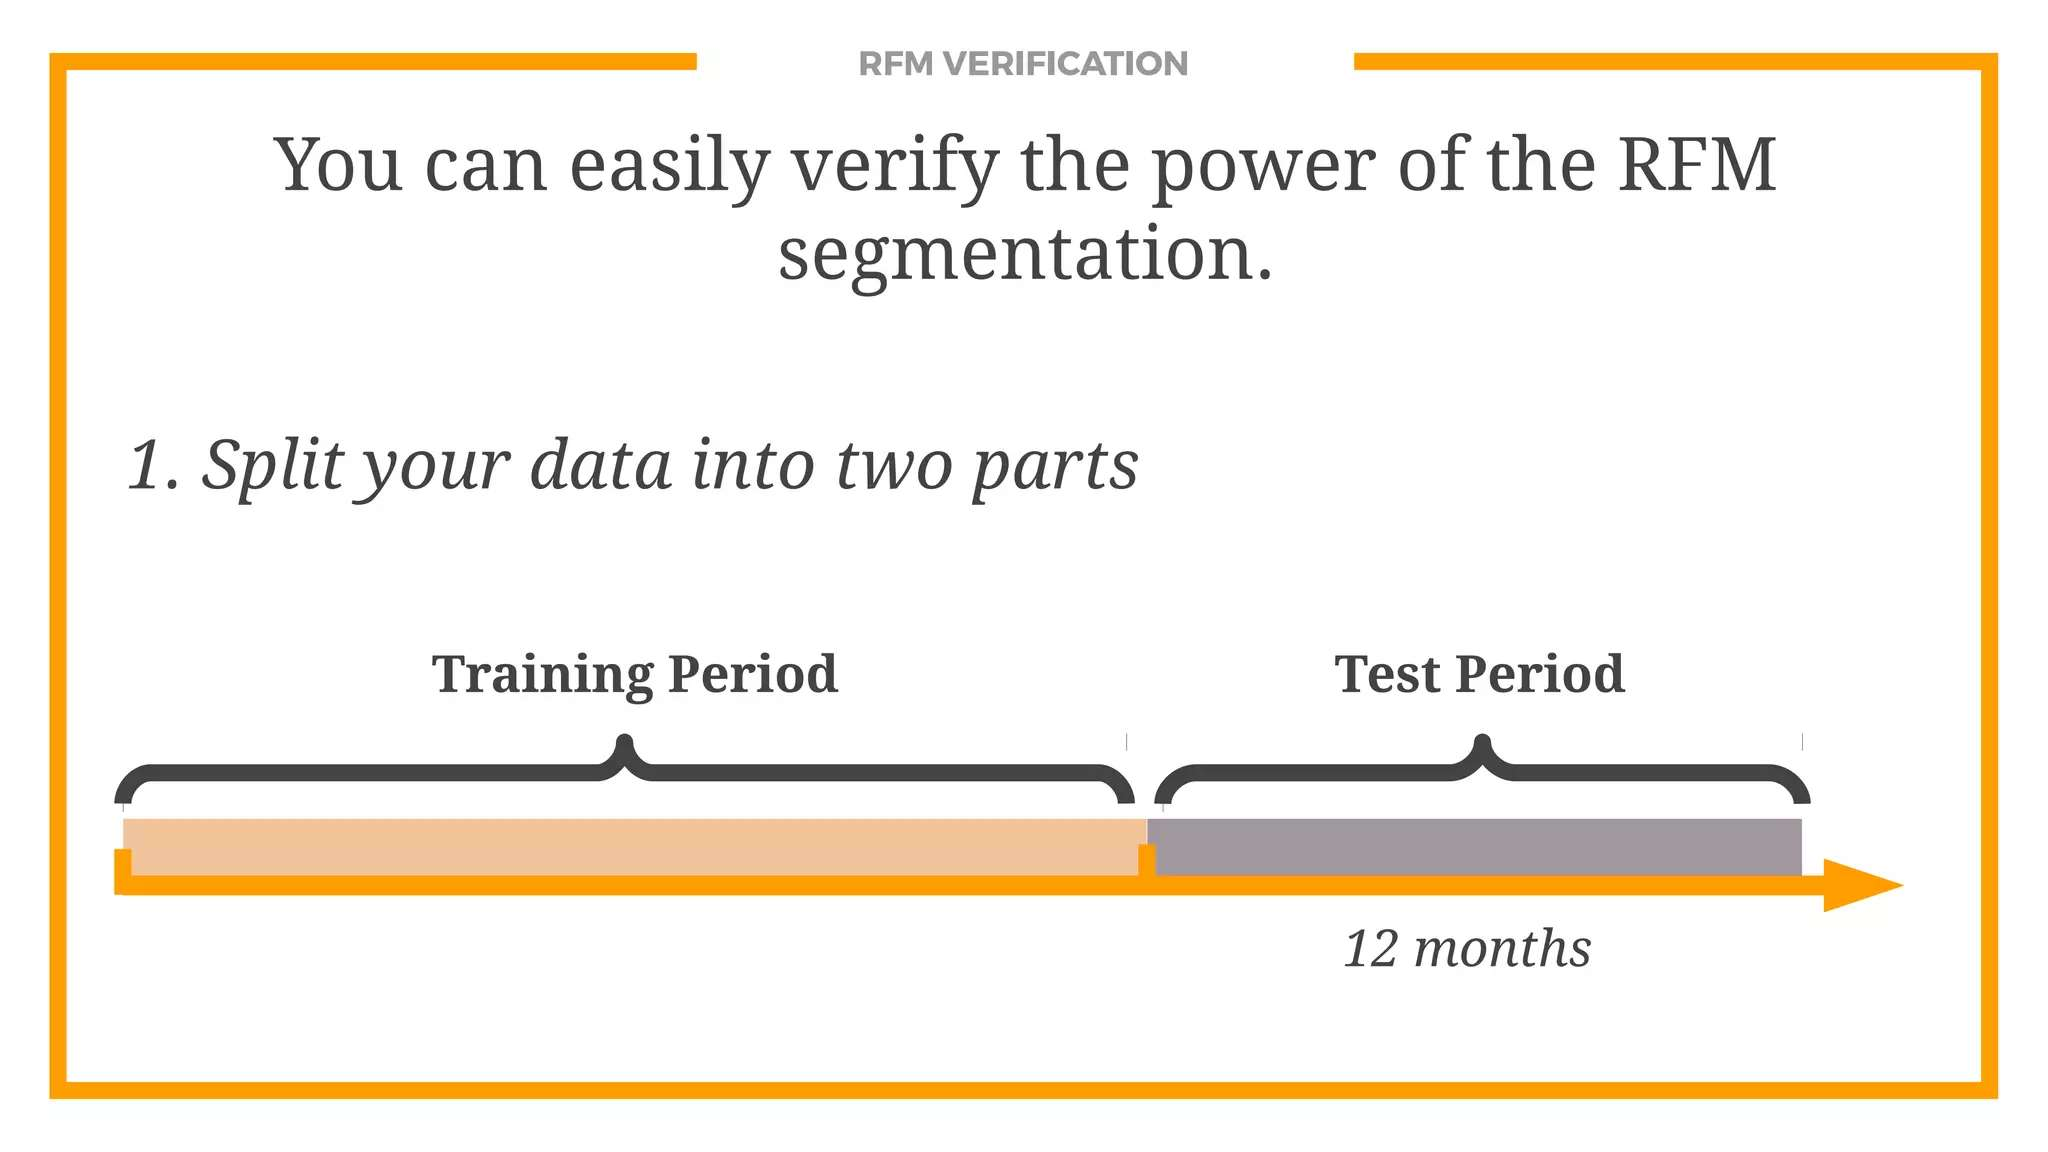 RFM VERIFICATION
You can easily verify the power of the RFM
segmentation.
1. Split your data into two parts
Training Period
Test Period
12 months